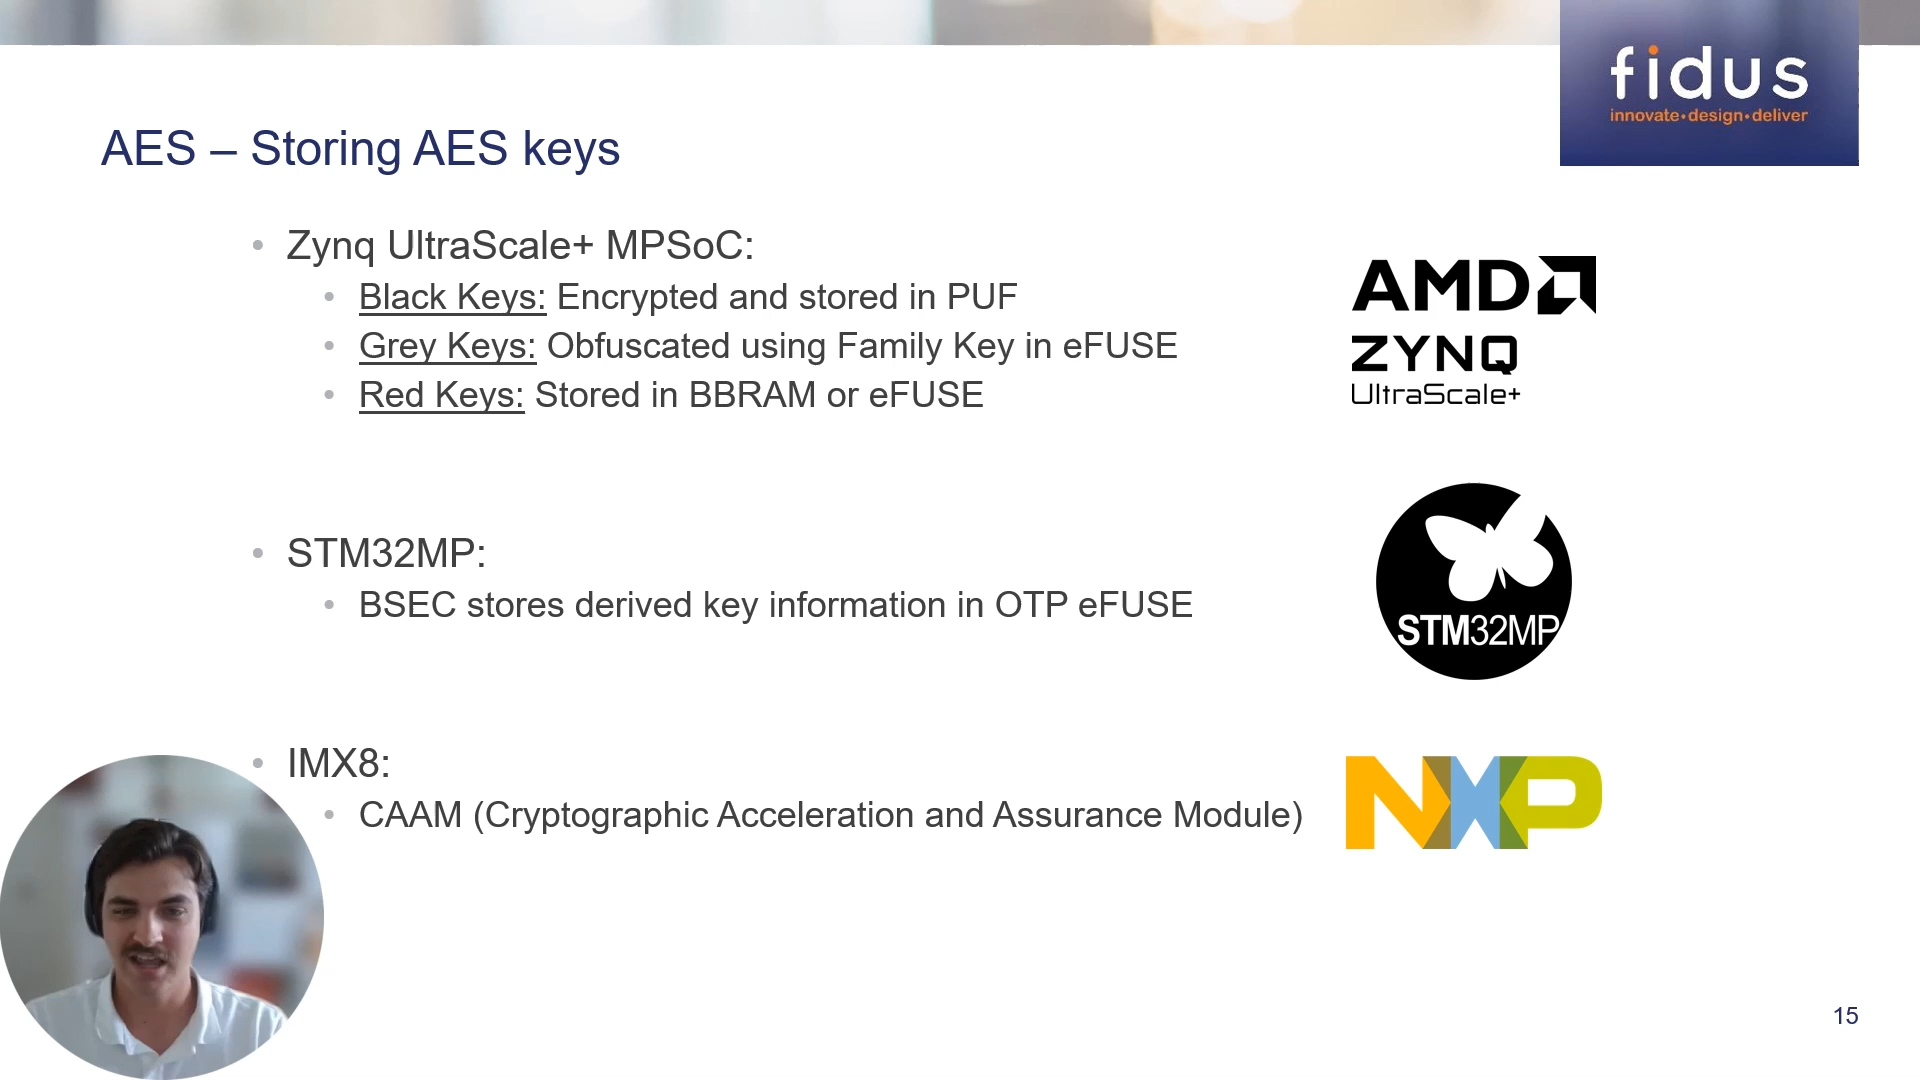 fidus
innovate•design•deliver
AES – Storing AES keys
• Zynq UltraScale+ MPSoC:
• Black Keys: Encrypted and stored in PUF
• Grey Keys: Obfuscated using Family Key in eFUSE
• Red Keys: Stored in BBRAM or eFUSE
AMD
ZYNQ
UltraScale+
• STM32MP:
• BSEC stores derived key information in OTP eFUSE
STM32MP
• IMX8:
• CAAM (Cryptographic Acceleration and Assurance Module)
NXP
15